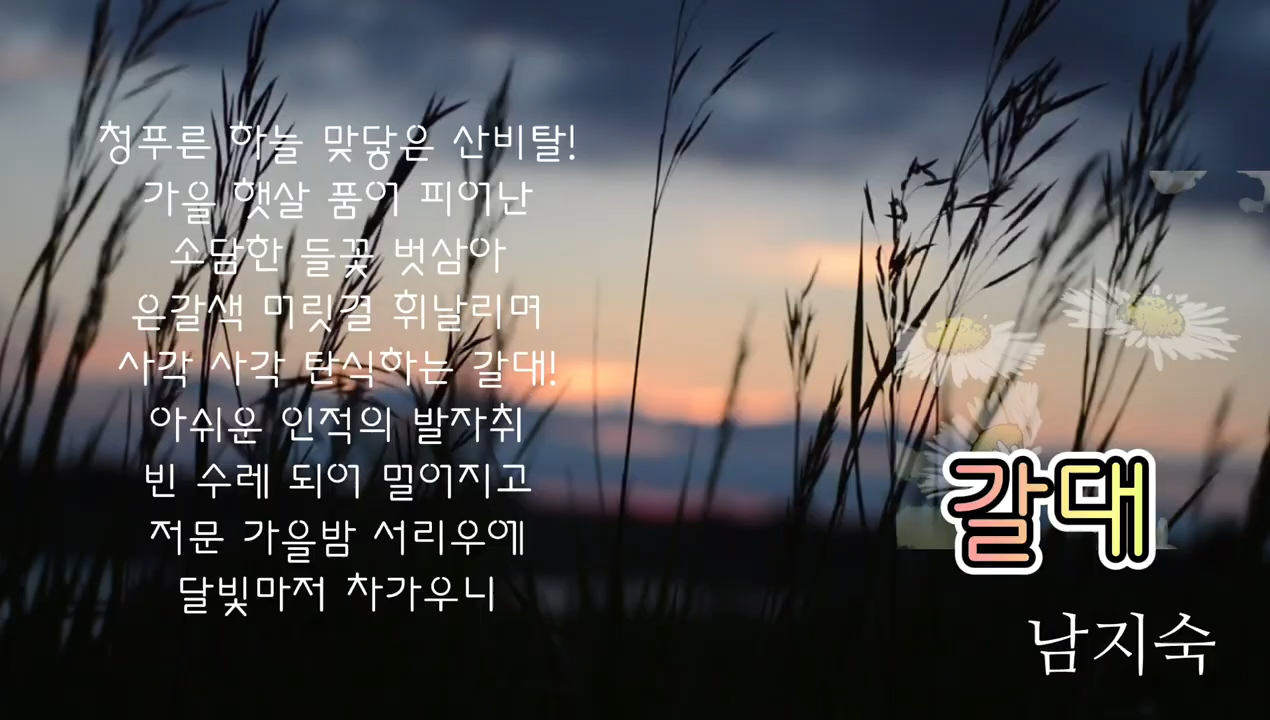 청푸른 하늘 맞닿은 산비탈!
가을 햇살 품어 피어난
소담한 들꽃 벗삼아
은갈색 머릿결 휘날리며
사각 사각 탄식하는 갈대!
아쉬운 인적의 발자취
빈 수레 되어 멀어지고
저문 가을밤 서리우에
달빛마저 차가우니
갈대
남지숙